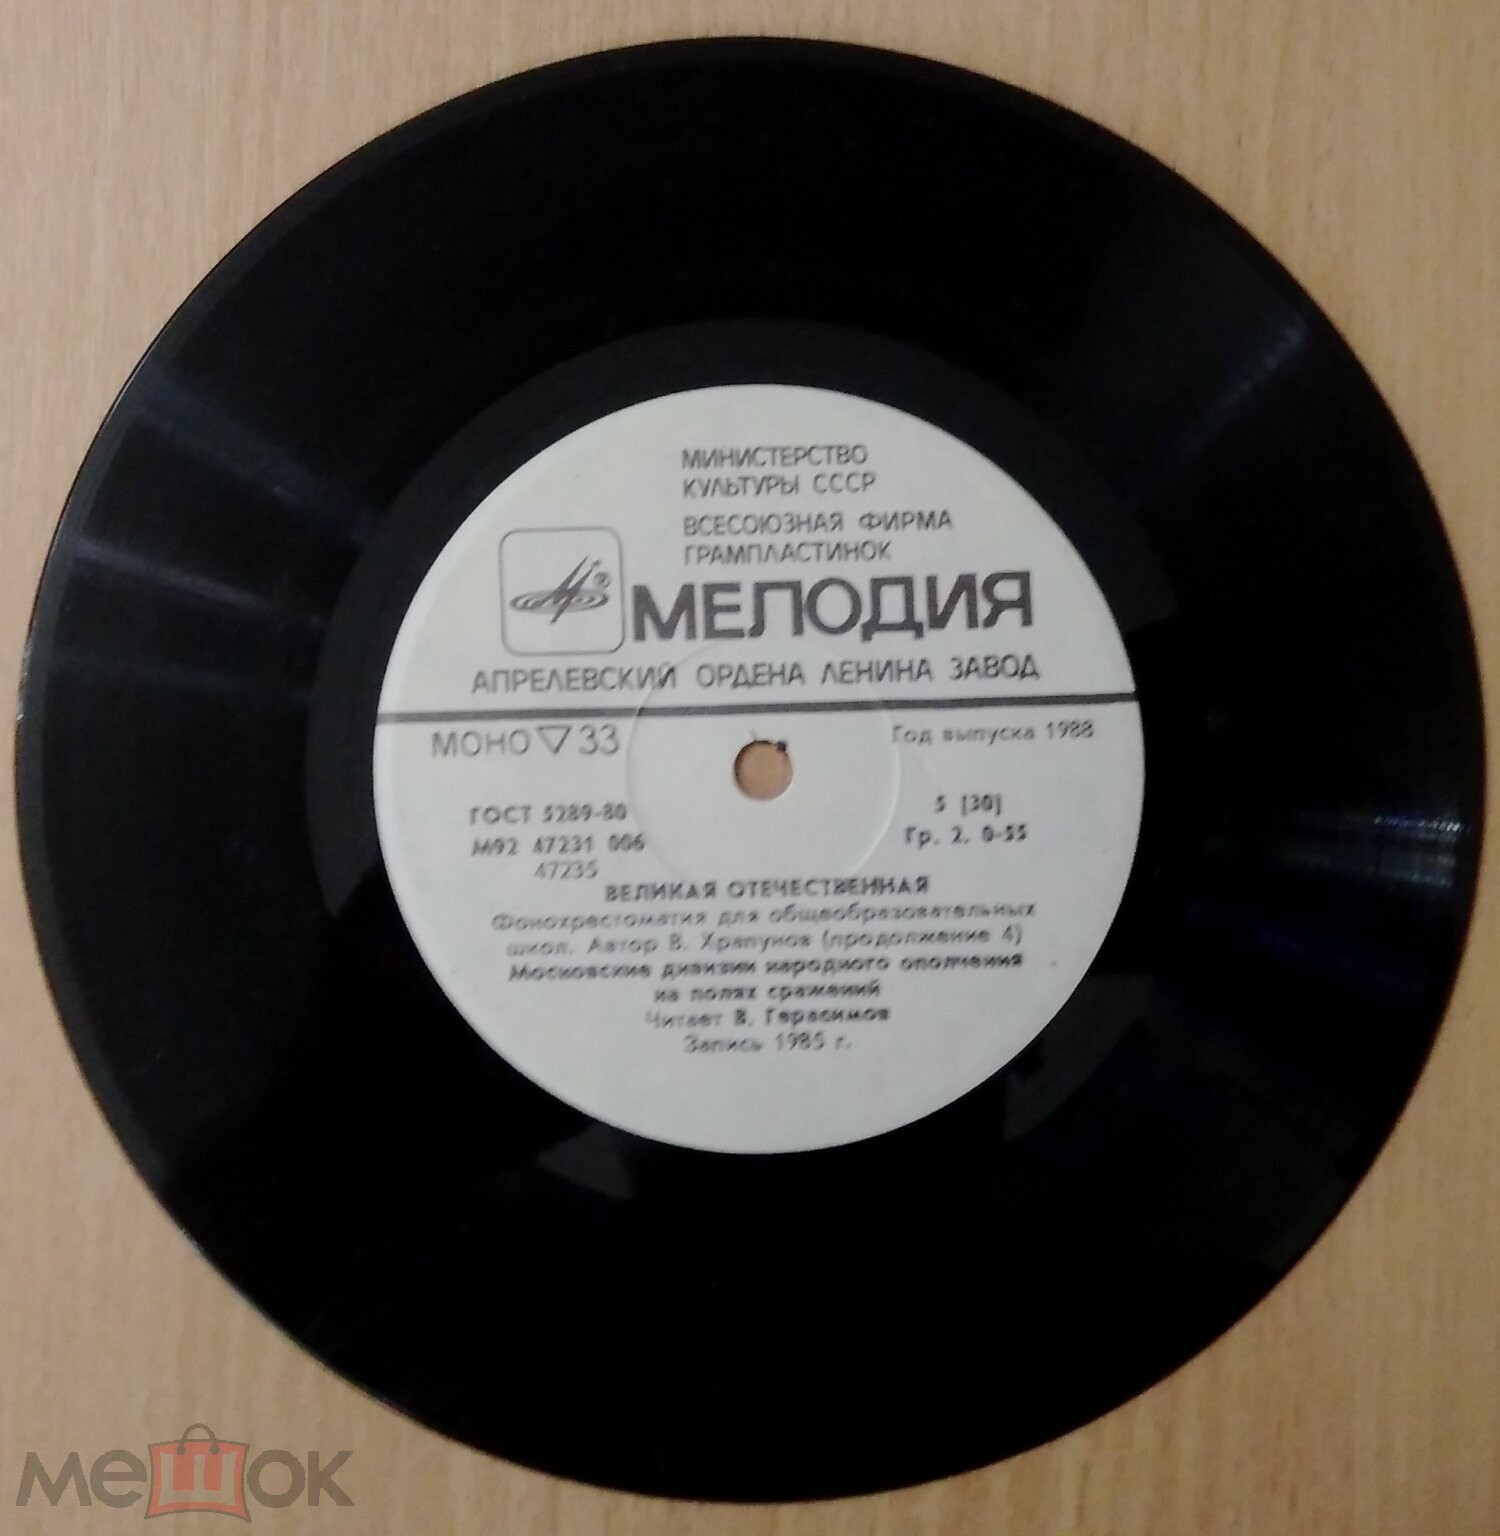 МИНИСТЕРСТВО
КУЛЬТУРЫ СССР
ВСЕСОЮЗНАЯ ФИРМА
ГРАМПЛАСТИНОК
МЕЛОДИЯ
АПРЕЛЕВСКИЙ ОРДЕНА ЛЕНИНА ЗАВОД
МОНО ▽ 33
Год выпуска 1988
ГОСТ 5289-80
5 [30]
М92 47231 006
Гр. 2. 0-55
47235
ВЕЛИКАЯ ОТЕЧЕСТВЕННАЯ
Фонохрестоматия для общеобразовательных
школ. Автор В. Храпунов (продолжение 4)
Московские дивизии народного ополчения
на полях сражений
Читает В. Герасимов
Запись 1985 г.
мешок